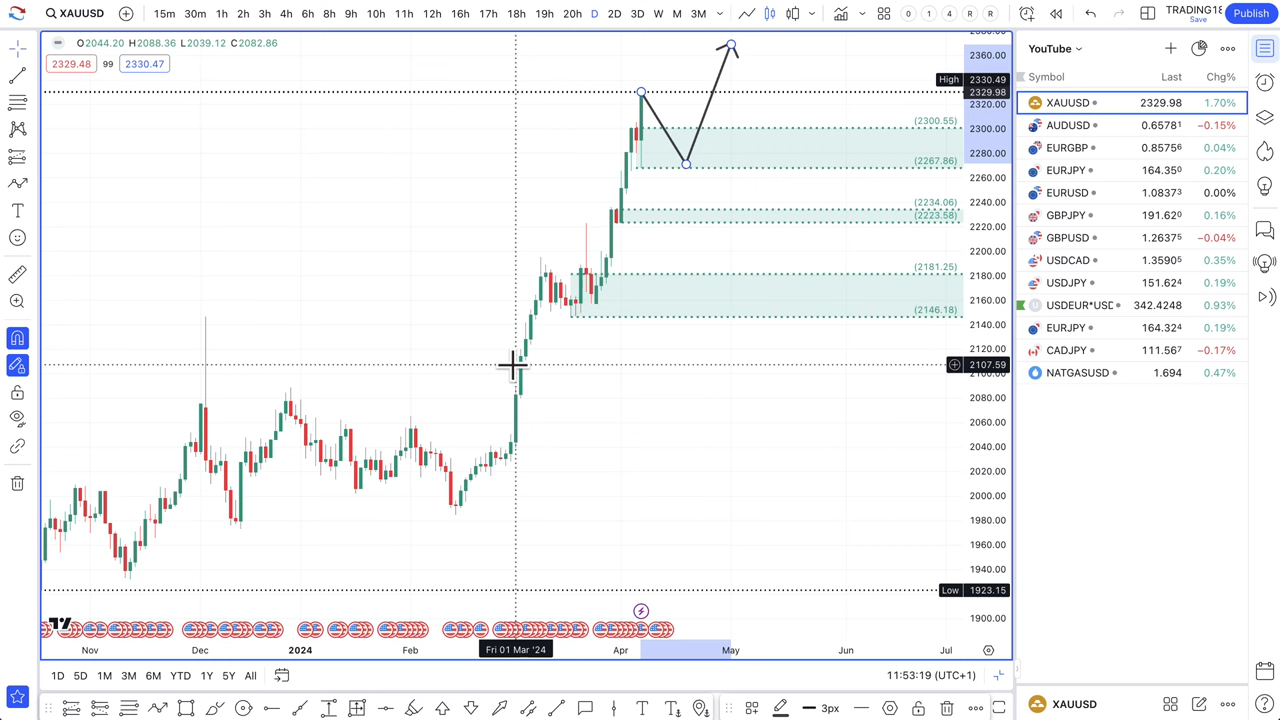 XAUUSD 15m 30m 1h 2h 3h 4h 6h 8h 9h 10h 11h 12h 14h 15h 16h 17h 18h 19h 20h D 2D 3D W M 3M 0 1 4 R R TRADING18 Save Publish
O2044.20 H2088.36 L2039.12 C2082.86
2329.48 99 2330.47
2360.00
High 2330.49
2329.98
2320.00
2300.00
2280.00
2260.00
2240.00
2220.00
2200.00
2180.00
2160.00
2140.00
2120.00
2107.59
2100.00
2080.00
2060.00
2040.00
2020.00
2000.00
1980.00
1960.00
1940.00
Low 1923.15
1900.00
(2300.55)
(2267.86)
(2234.06)
(2223.58)
(2181.25)
(2146.18)
Nov Dec 2024 Feb Fri 01 Mar '24 Apr May Jun Jul
1D 5D 1M 3M 6M YTD 1Y 5Y All 11:53:19 (UTC+1)
3px
YouTube
Symbol Last Chg%
XAUUSD 2329.98 1.70%
AUDUSD 0.65781 −0.15%
EURGBP 0.85756 0.04%
EURJPY 164.350 0.20%
EURUSD 1.08373 0.00%
GBPJPY 191.620 0.16%
GBPUSD 1.26375 −0.04%
USDCAD 1.35905 0.35%
USDJPY 151.624 0.19%
USDEUR*USD 342.4248 0.93%
EURJPY 164.324 0.19%
CADJPY 111.567 −0.17%
NATGASUSD 1.694 0.47%
XAUUSD